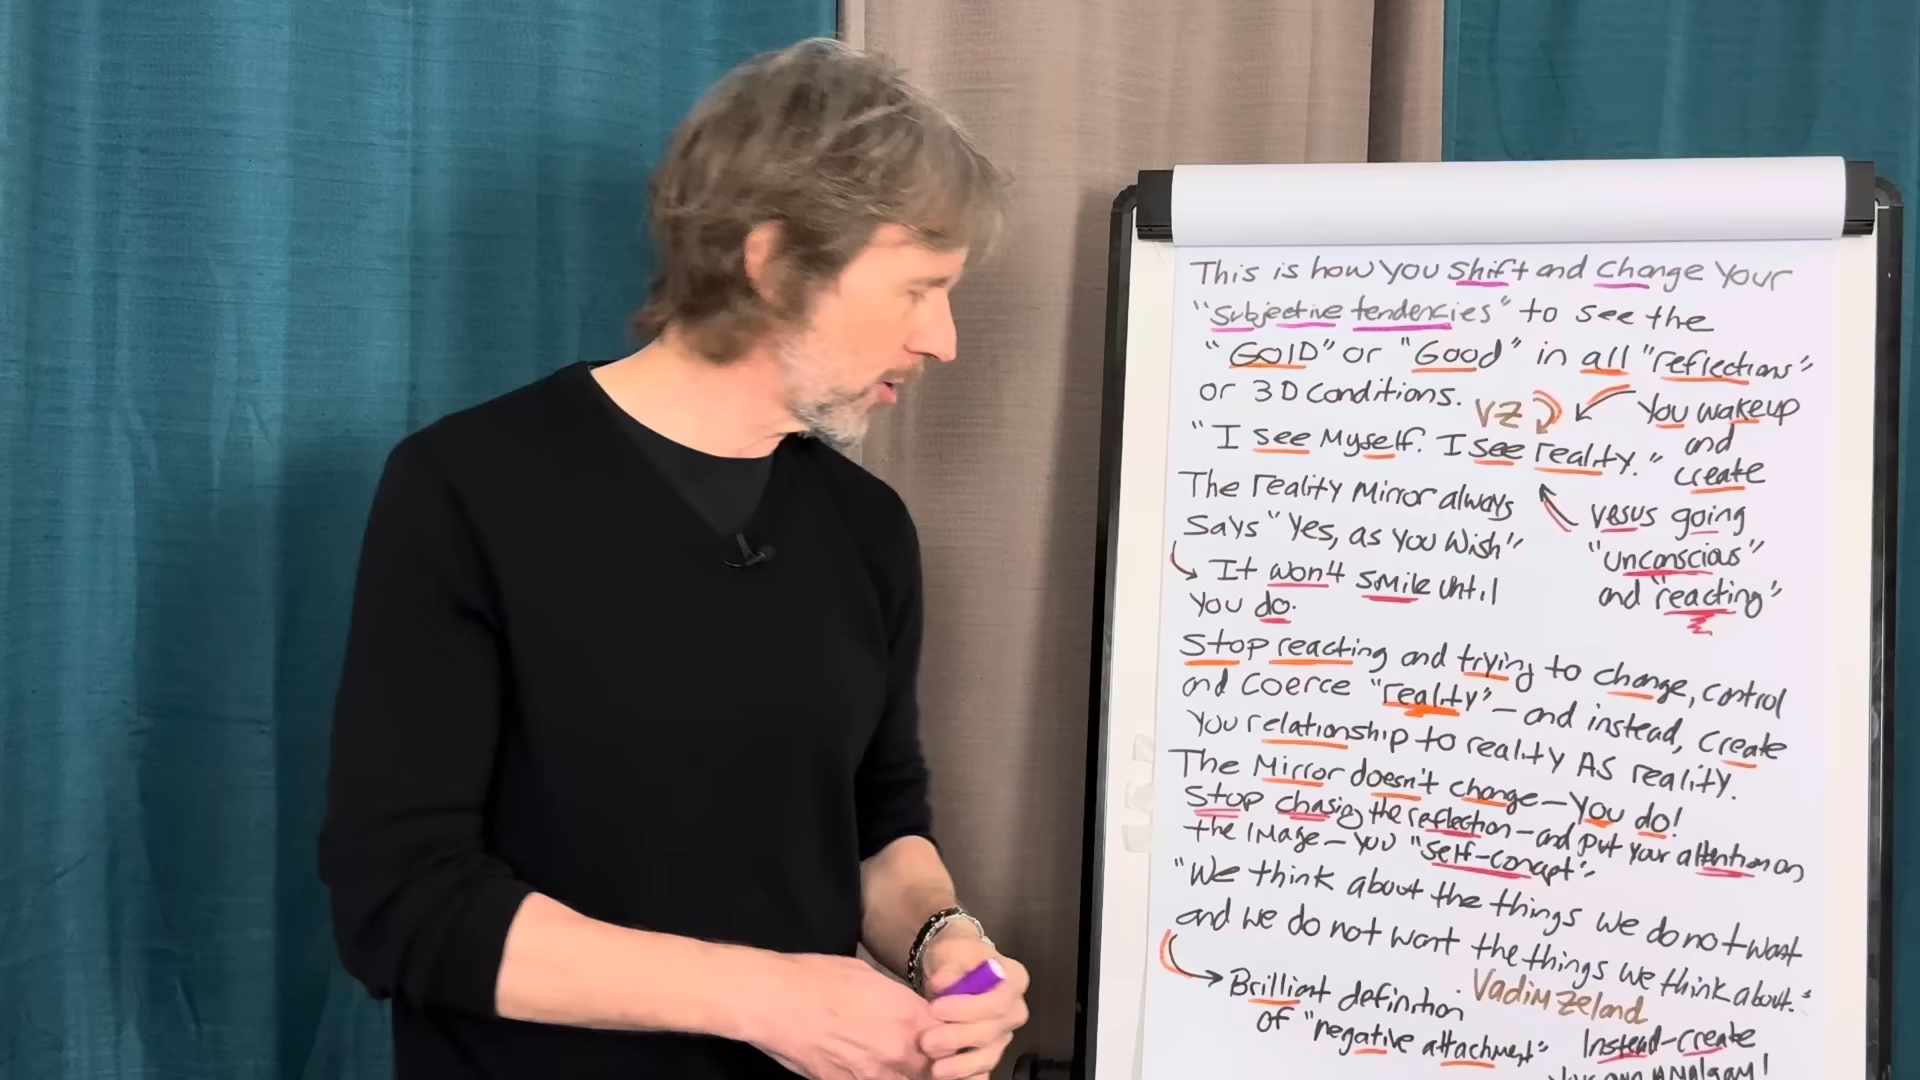 This is how you shift and change your
"subjective tendencies" to see the
"GOLD" or "Good" in all "reflections"
or 3D conditions.
VZ
"I see Myself. I see reality."
You wakeup
and
create
versus going
"unconscious"
and "reacting"
The reality Mirror always
says "Yes, as you wish"
It won't smile until
you do.
Stop reacting and trying to change, control
and coerce "reality" - and instead, create
you relationship to reality AS reality.
The Mirror doesn't change - you do!
Stop chasing the reflection - and put your attention on
the image - you "self-concept".
"We think about the things we do not want
and we do not want the things we think about."
Vadim Zeland
Brilliant definition
of "negative attachment"
Instead - create
own analogy!